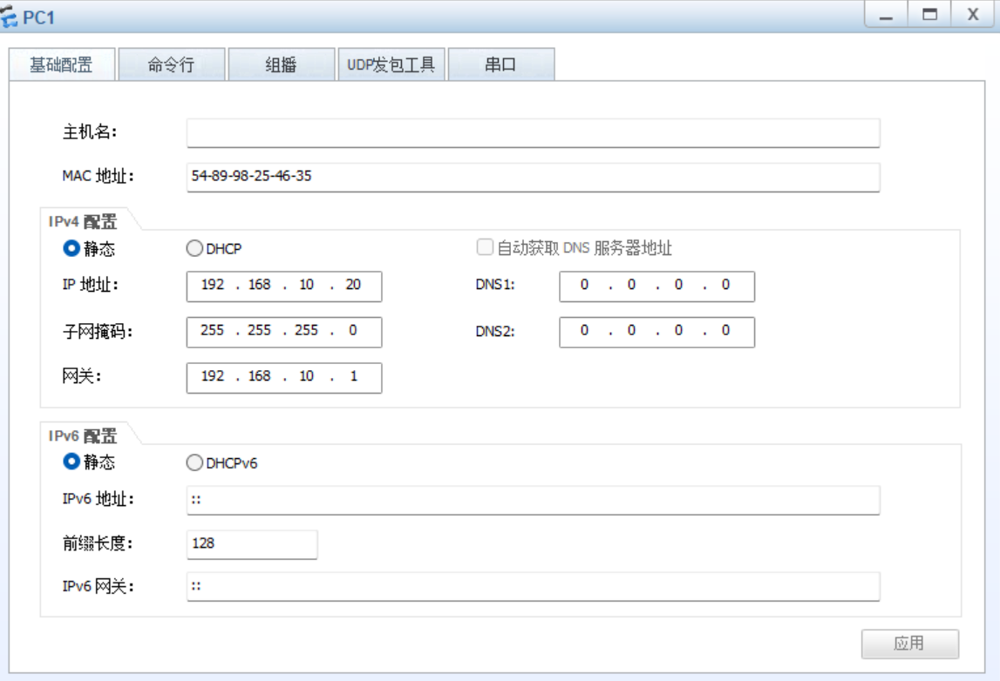 PC1
基础配置 命令行 组播 UDP发包工具 串口
主机名:
MAC 地址: 54-89-98-25-46-35
IPv4 配置
静态 DHCP 自动获取 DNS 服务器地址
IP 地址: 192 . 168 . 10 . 20 DNS1: 0 . 0 . 0 . 0
子网掩码: 255 . 255 . 255 . 0 DNS2: 0 . 0 . 0 . 0
网关: 192 . 168 . 10 . 1
IPv6 配置
静态 DHCPv6
IPv6 地址: ::
前缀长度: 128
IPv6 网关: ::
应用